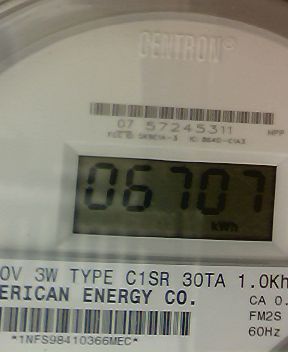 CENTRON®
07 57245311
06707
kWh
0V 3W TYPE C1SR 30TA 1.0Kh
ERICAN ENERGY CO.
CA 0.
FM2S
60Hz
*1NFS98410366MEC*